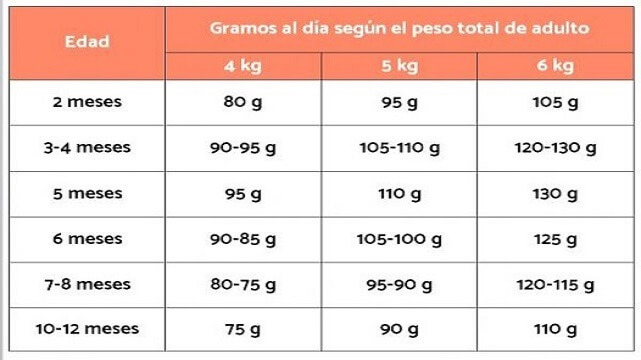 Edad
Gramos al día según el peso total de adulto
4 kg 5 kg 6 kg
2 meses 80 g 95 g 105 g
3-4 meses 90-95 g 105-110 g 120-130 g
5 meses 95 g 110 g 130 g
6 meses 90-85 g 105-100 g 125 g
7-8 meses 80-75 g 95-90 g 120-115 g
10-12 meses 75 g 90 g 110 g